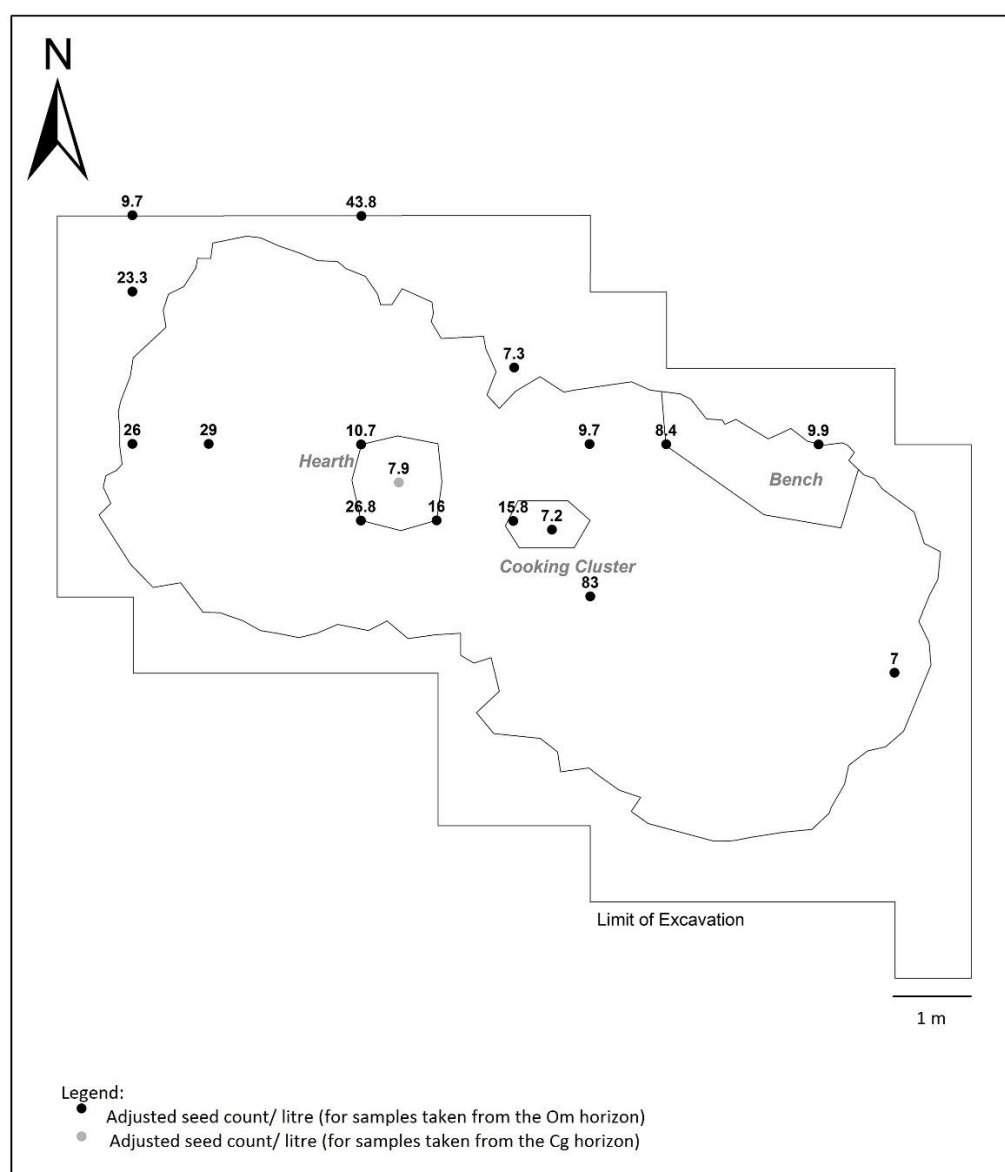 N
9.7
43.8
23.3
7.3
26
29
10.7
9.7
8.4
9.9
Hearth
7.9
Bench
26.8
16
15.8
7.2
Cooking Cluster
83
7
Limit of Excavation
1 m
Legend:
Adjusted seed count/ litre (for samples taken from the Om horizon)
Adjusted seed count/ litre (for samples taken from the Cg horizon)